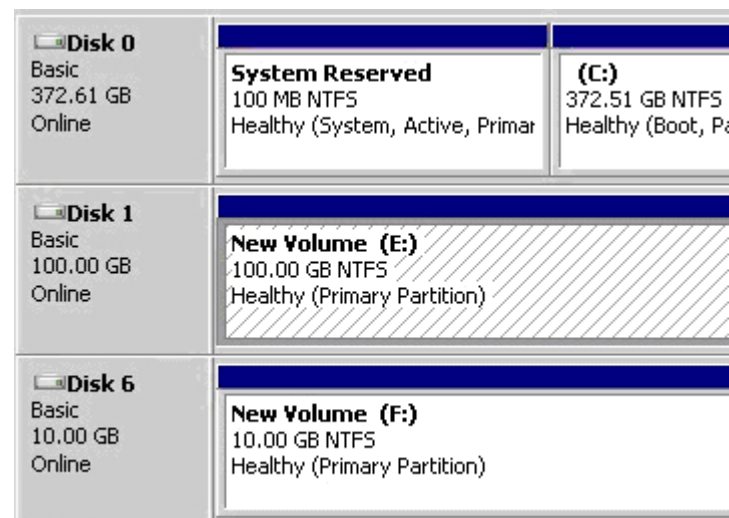 Disk 0
Basic
372.61 GB
Online
System Reserved
100 MB NTFS
Healthy (System, Active, Primar
(C:)
372.51 GB NTFS
Healthy (Boot, Pa
Disk 1
Basic
100.00 GB
Online
New Volume (E:)
100.00 GB NTFS
Healthy (Primary Partition)
Disk 6
Basic
10.00 GB
Online
New Volume (F:)
10.00 GB NTFS
Healthy (Primary Partition)